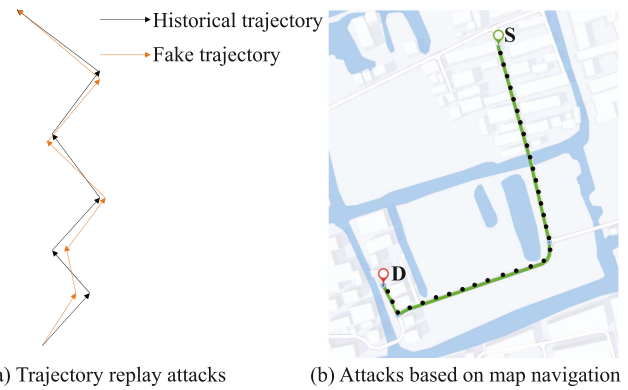 Historical trajectory
Fake trajectory
S
D
a) Trajectory replay attacks
(b) Attacks based on map navigation